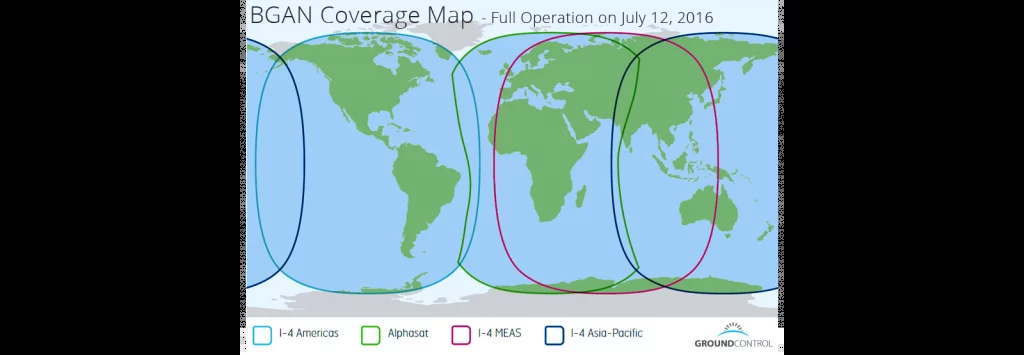 BGAN Coverage Map - Full Operation on July 12, 2016
I-4 Americas
Alphasat
I-4 MEAS
I-4 Asia-Pacific
GROUNDCONTROL